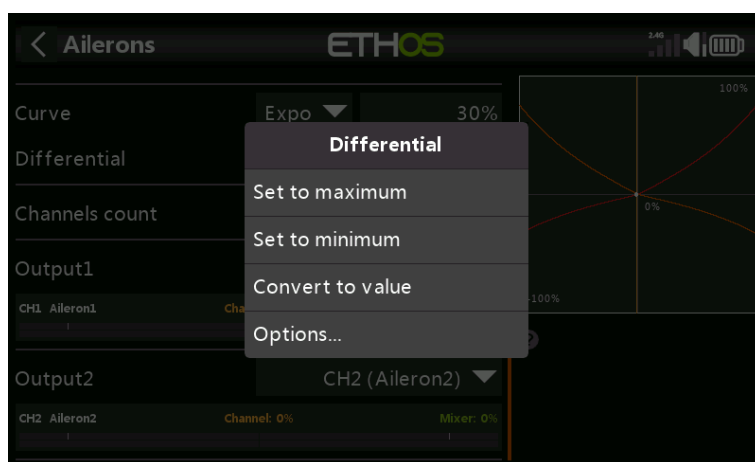 Ailerons
ETHOS
2.4G
Curve
Expo
30%
100%
Differential
Differential
Set to maximum
Channels count
Set to minimum
0%
Output1
Convert to value
-100%
CH1 Aileron1
Options...
Output2
CH2 (Aileron2)
CH2 Aileron2
Channel: 0%
Mixer: 0%